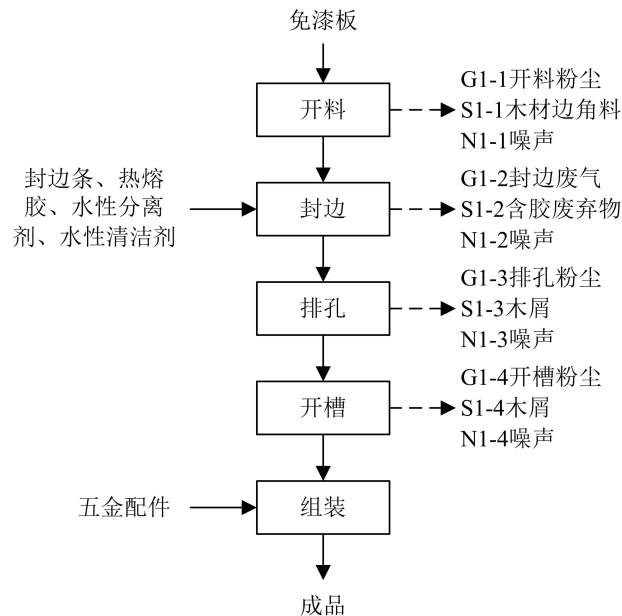 免漆板
开料
G1-1开料粉尘
S1-1木材边角料
N1-1噪声
封边条、热熔
胶、水性分离
剂、水性清洁剂
封边
G1-2封边废气
S1-2含胶废弃物
N1-2噪声
排孔
G1-3排孔粉尘
S1-3木屑
N1-3噪声
开槽
G1-4开槽粉尘
S1-4木屑
N1-4噪声
五金配件
组装
成品